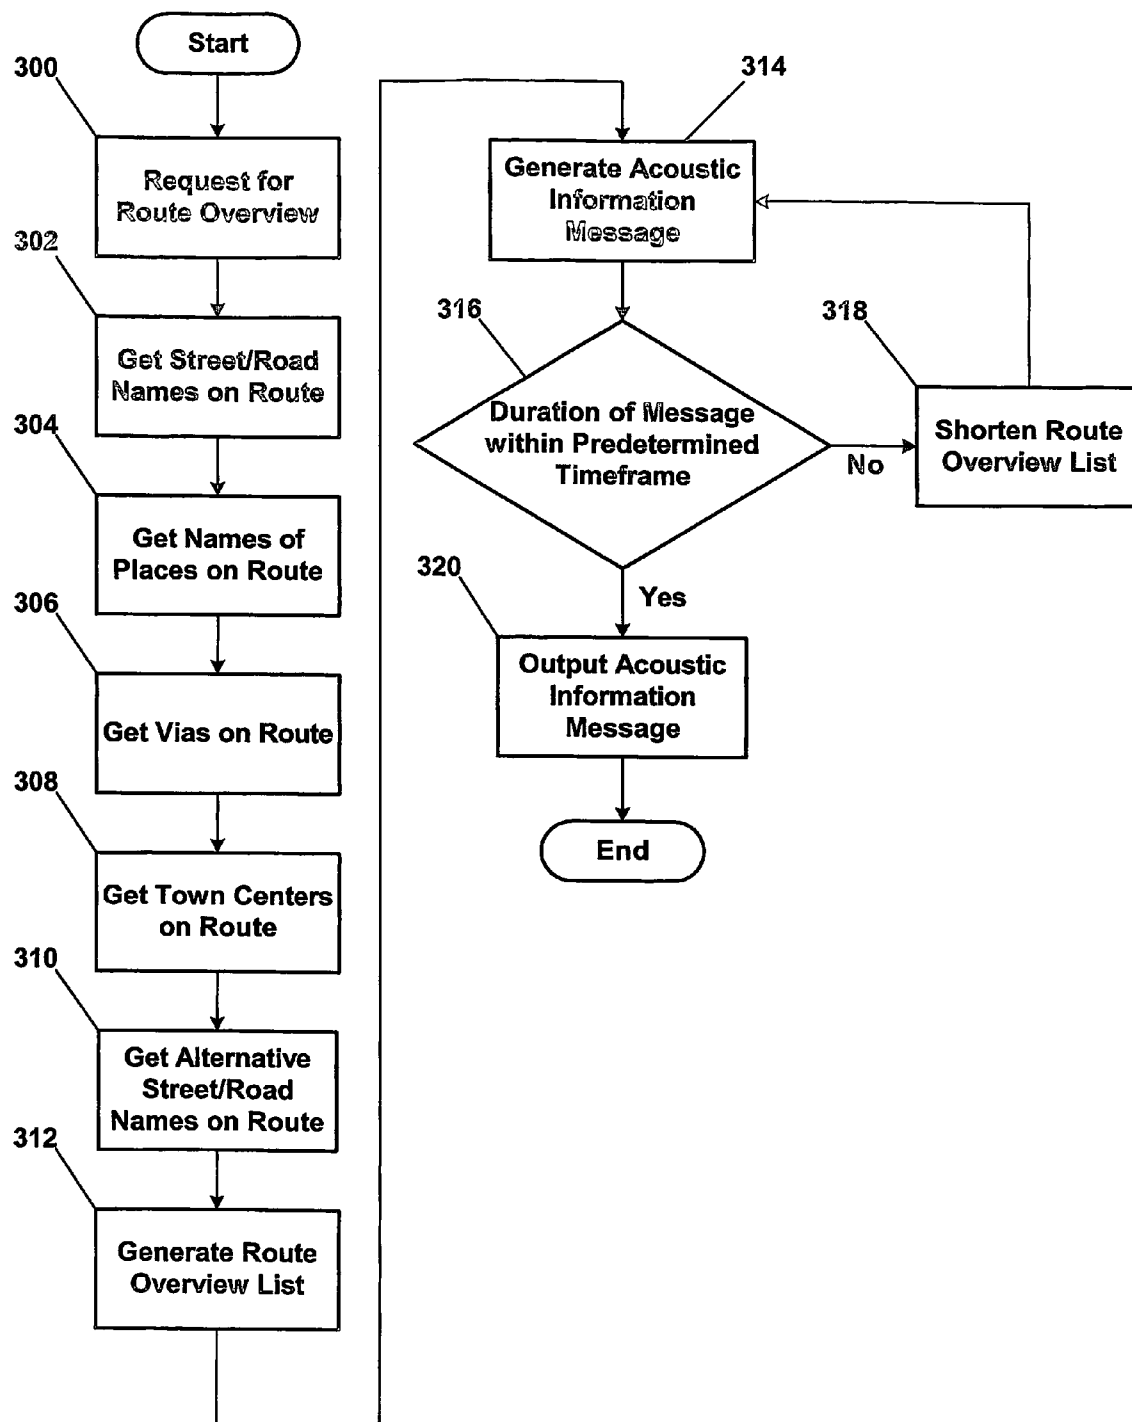 Start
300
Request for
Route Overview
302
Get Street/Road
Names on Route
304
Get Names of
Places on Route
306
Get Vias on Route
308
Get Town Centers
on Route
310
Get Alternative
Street/Road
Names on Route
312
Generate Route
Overview List
314
Generate Acoustic
Information
Message
316
Duration of Message
within Predetermined
Timeframe
No
318
Shorten Route
Overview List
Yes
320
Output Acoustic
Information
Message
End